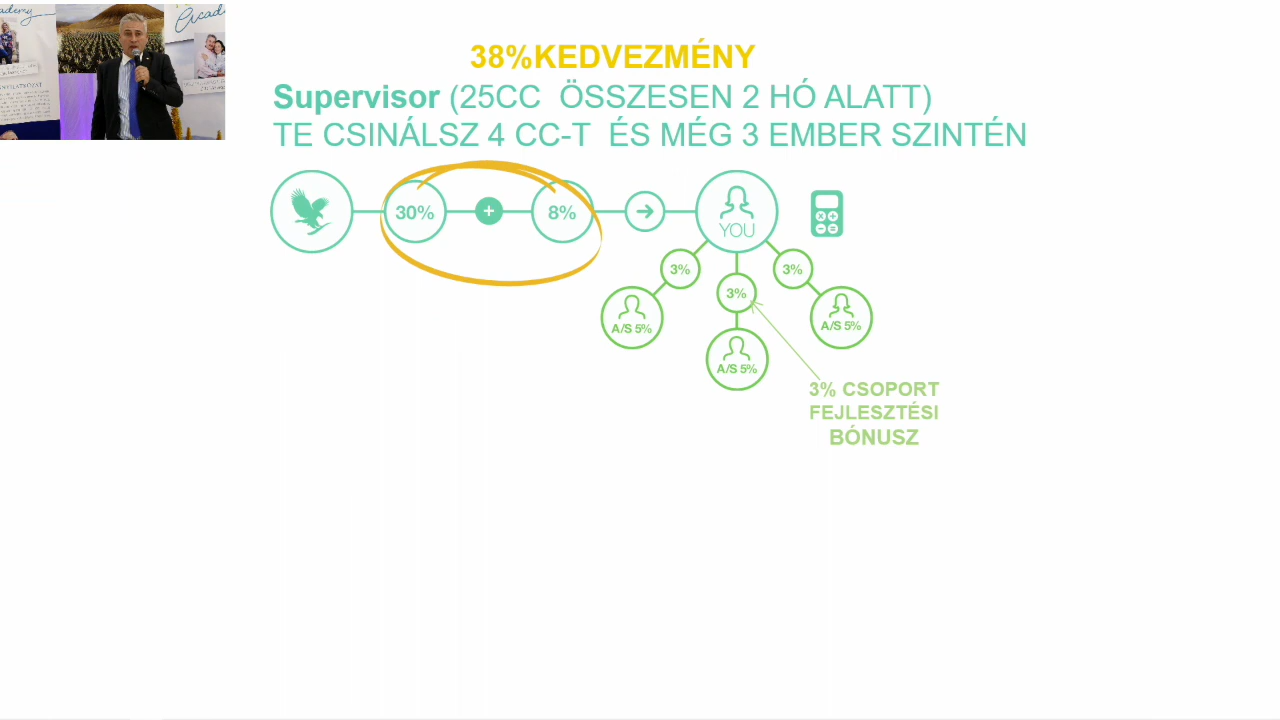 38%KEDVEZMÉNY
Supervisor (25CC ÖSSZESEN 2 HÓ ALATT)
TE CSINÁLSZ 4 CC-T ÉS MÉG 3 EMBER SZINTÉN
30%
8%
YOU
3%
3%
3%
A/S 5%
A/S 5%
A/S 5%
3% CSOPORT
FEJLESZTÉSI
BÓNUSZ